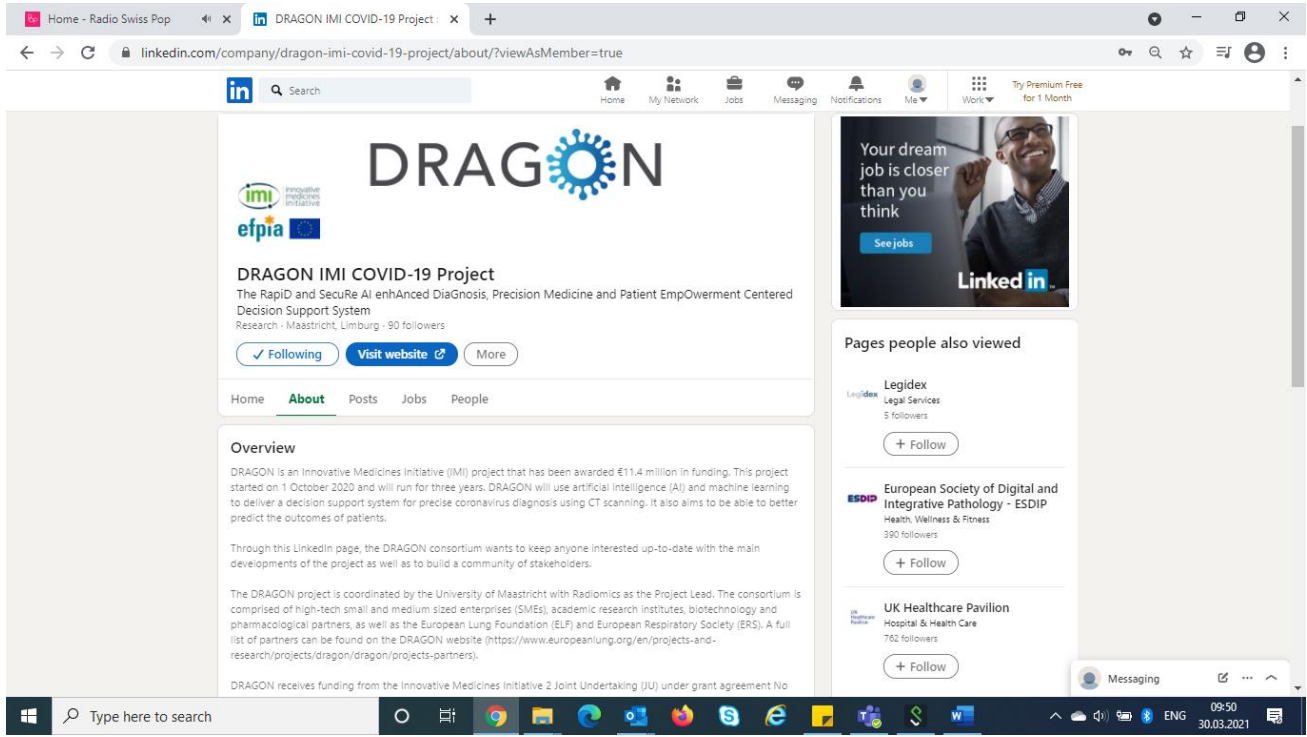 Home - Radio Swiss Pop
DRAGON IMI COVID-19 Project
linkedin.com/company/dragon-imi-covid-19-project/about/?viewAsMember=true
in
Search
Home
My Network
Jobs
Messaging
Notifications
Me
Work
Try Premium Free
for 1 Month
DRAGON
imi
innovative
medicines
initiative
efpia
DRAGON IMI COVID-19 Project
The RapiD and SecuRe AI enhAnced DiaGnosis, Precision Medicine and Patient EmpOwerment Centered
Decision Support System
Research · Maastricht, Limburg · 90 followers
✓ Following
Visit website
More
Home
About
Posts
Jobs
People
Overview
DRAGON is an Innovative Medicines Initiative (IMI) project that has been awarded €11.4 million in funding. This project
started on 1 October 2020 and will run for three years. DRAGON will use artificial intelligence (AI) and machine learning
to deliver a decision support system for precise coronavirus diagnosis using CT scanning. It also aims to be able to better
predict the outcomes of patients.
Through this LinkedIn page, the DRAGON consortium wants to keep anyone interested up-to-date with the main
developments of the project as well as to build a community of stakeholders.
The DRAGON project is coordinated by the University of Maastricht with Radiomics as the Project Lead. The consortium is
comprised of high-tech small and medium sized enterprises (SMEs), academic research institutes, biotechnology and
pharmacological partners, as well as the European Lung Foundation (ELF) and European Respiratory Society (ERS). A full
list of partners can be found on the DRAGON website (https://www.europeanlung.org/en/projects-and-
research/projects/dragon/dragon/projects-partners).
DRAGON receives funding from the Innovative Medicines Initiative 2 Joint Undertaking (JU) under grant agreement No
Your dream
job is closer
than you
think
See jobs
Linked in
Pages people also viewed
Legidex
Legidex
Legal Services
5 followers
+ Follow
ESDIP
European Society of Digital and
Integrative Pathology - ESDIP
Health, Wellness & Fitness
390 followers
+ Follow
UK
Healthcare
Pavilion
UK Healthcare Pavilion
Hospital & Health Care
762 followers
+ Follow
Messaging
Type here to search
ENG
09:50
30.03.2021